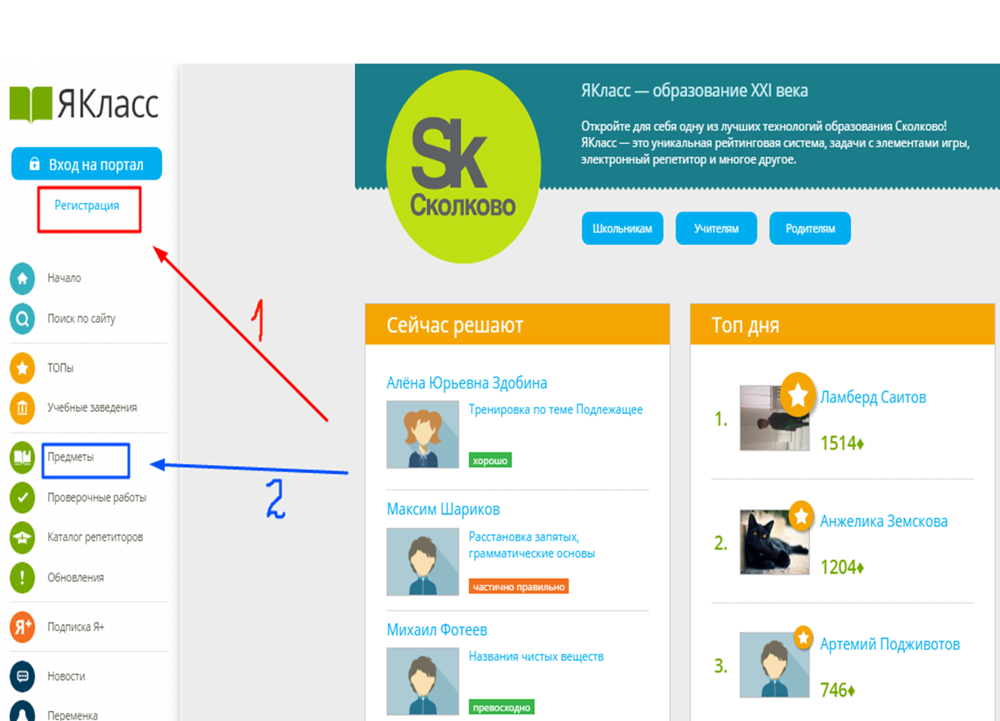 ЯКласс
Вход на портал
Регистрация
Начало
Поиск по сайту
ТОПы
Учебные заведения
Предметы
Проверочные работы
Каталог репетиторов
Обновления
Я+
Подписка Я+
Новости
Переменка
1
2
Sk
Сколково
ЯКласс — образование XXI века
Откройте для себя одну из лучших технологий образования Сколково!
ЯКласс — это уникальная рейтинговая система, задачи с элементами игры,
электронный репетитор и многое другое.
Школьникам
Учителям
Родителям
Сейчас решают
Алёна Юрьевна Здобина
Тренировка по теме Подлежащее
хорошо
Максим Шариков
Расстановка запятых,
грамматические основы
частично правильно
Михаил Фотеев
Названия чистых веществ
превосходно
Топ дня
1.
Ламберд Саитов
1514
2.
Анжелика Земскова
1204
3.
Артемий Подживотов
746